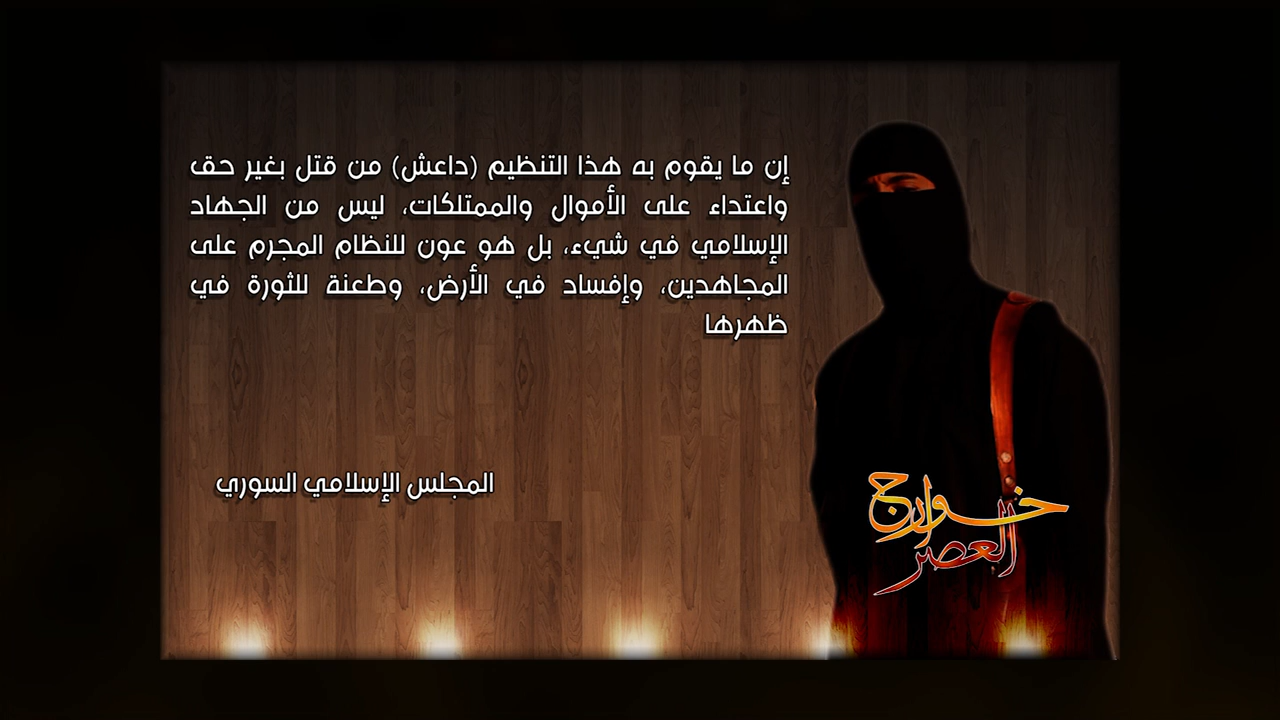 إن ما يقوم به هذا التنظيم (داعش) من قتل بغير حق
واعتداء على الأموال والممتلكات، ليس من الجهاد
الإسلامي في شيء، بل هو عون للنظام المجرم على
المجاهدين، وإفساد في الأرض، وطعنة للثورة في
ظهرها
المجلس الإسلامي السوري
خوارج
العصر